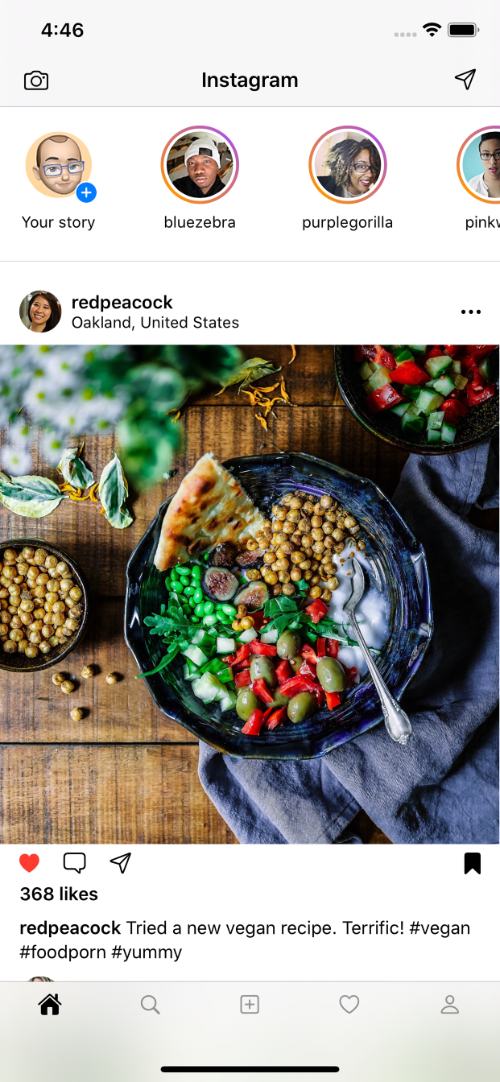 4:46
Instagram
Your story
bluezebra
purplegorilla
pinkw
redpeacock
Oakland, United States
368 likes
redpeacock Tried a new vegan recipe. Terrific! #vegan
#foodporn #yummy